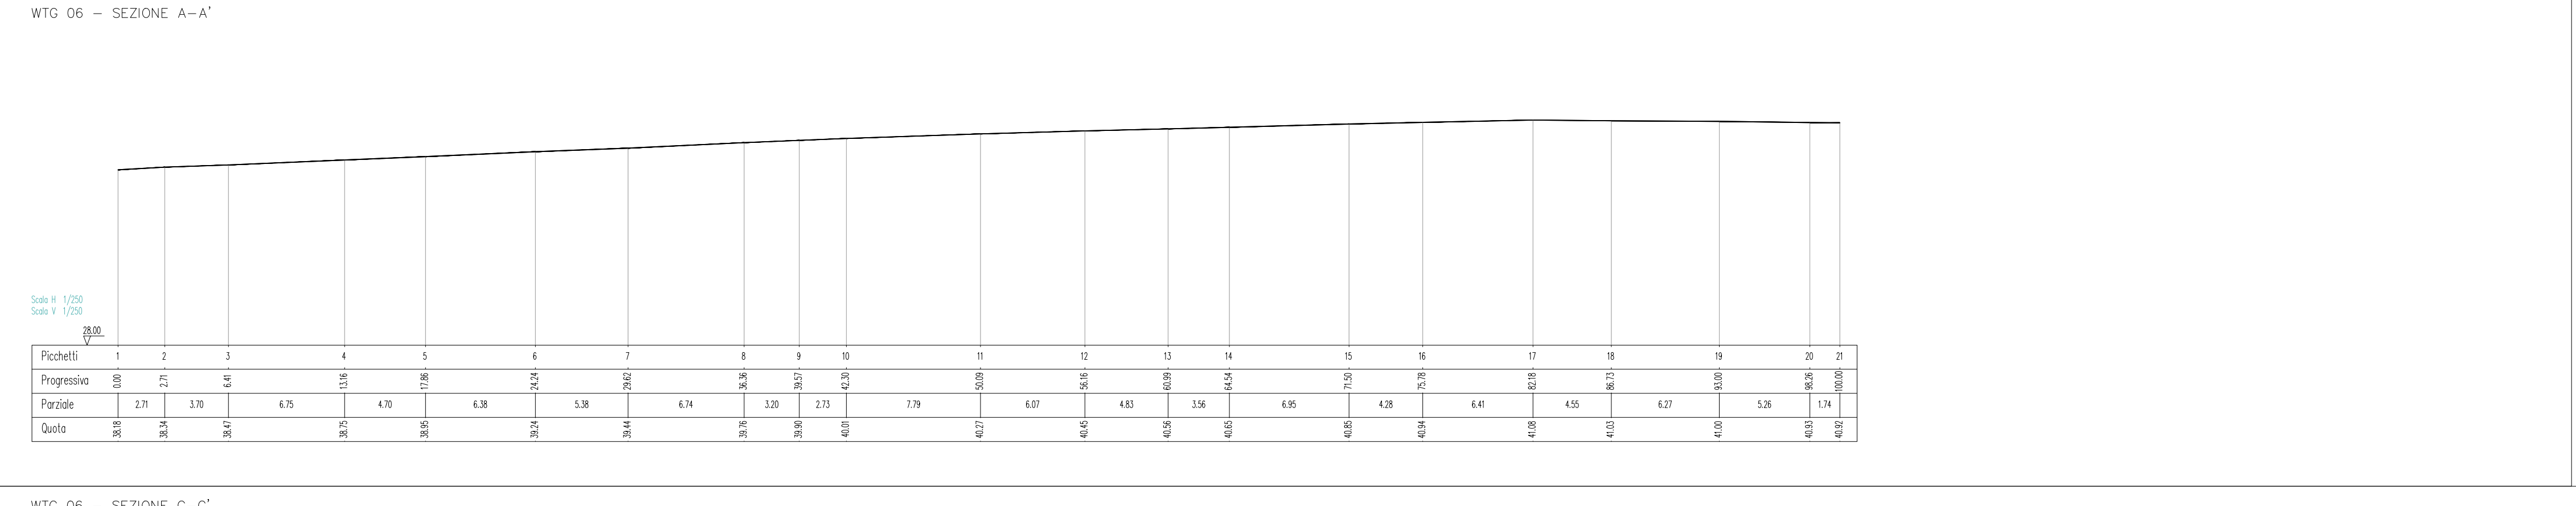 WTG 06 – SEZIONE A–A'
Scala H 1/250
Scala V 1/250
28.00
Picchetti 1 2 3 4 5 6 7 8 9 10 11 12 13 14 15 16 17 18 19 20 21
Progressiva 0.00 2.71 6.41 13.16 17.86 24.24 29.62 36.36 39.57 42.30 50.09 56.16 60.99 64.54 71.50 75.78 82.18 86.73 93.00 98.26 100.00
Parziale 2.71 3.70 6.75 4.70 6.38 5.38 6.74 3.20 2.73 7.79 6.07 4.83 3.56 6.95 4.28 6.41 4.55 6.27 5.26 1.74
Quota 38.18 38.34 38.47 38.75 38.95 39.24 39.44 39.76 39.90 40.01 40.27 40.45 40.56 40.65 40.85 40.94 41.08 41.03 41.00 40.93 40.92
WTG 06 – SEZIONE C–C'